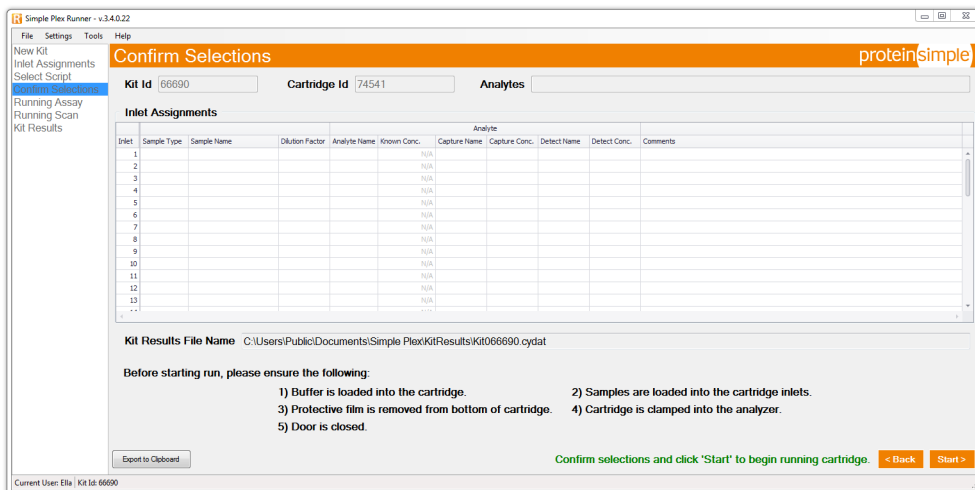 Simple Plex Runner - v.3.4.0.22
File Settings Tools Help
New Kit
Inlet Assignments
Select Script
Confirm Selections
Running Assay
Running Scan
Kit Results
Confirm Selections
proteinsimple
Kit Id 66690 Cartridge Id 74541 Analytes
Inlet Assignments
Analyte
Inlet Sample Type Sample Name Dilution Factor Analyte Name Known Conc. Capture Name Capture Conc. Detect Name Detect Conc. Comments
1 N/A
2 N/A
3 N/A
4 N/A
5 N/A
6 N/A
7 N/A
8 N/A
9 N/A
10 N/A
11 N/A
12 N/A
13 N/A
Kit Results File Name C:\Users\Public\Documents\Simple Plex\KitResults\Kit066690.cydat
Before starting run, please ensure the following:
1) Buffer is loaded into the cartridge. 2) Samples are loaded into the cartridge inlets.
3) Protective film is removed from bottom of cartridge. 4) Cartridge is clamped into the analyzer.
5) Door is closed.
Export to Clipboard Confirm selections and click 'Start' to begin running cartridge. < Back Start >
Current User: Ella Kit Id: 66690